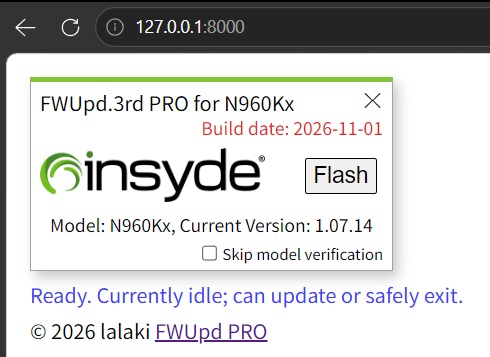 127.0.0.1:8000
FWUpd.3rd PRO for N960Kx
Build date: 2026-11-01
insyde®
Flash
Model: N960Kx, Current Version: 1.07.14
Skip model verification
Ready. Currently idle; can update or safely exit.
© 2026 lalaki FWUpd PRO